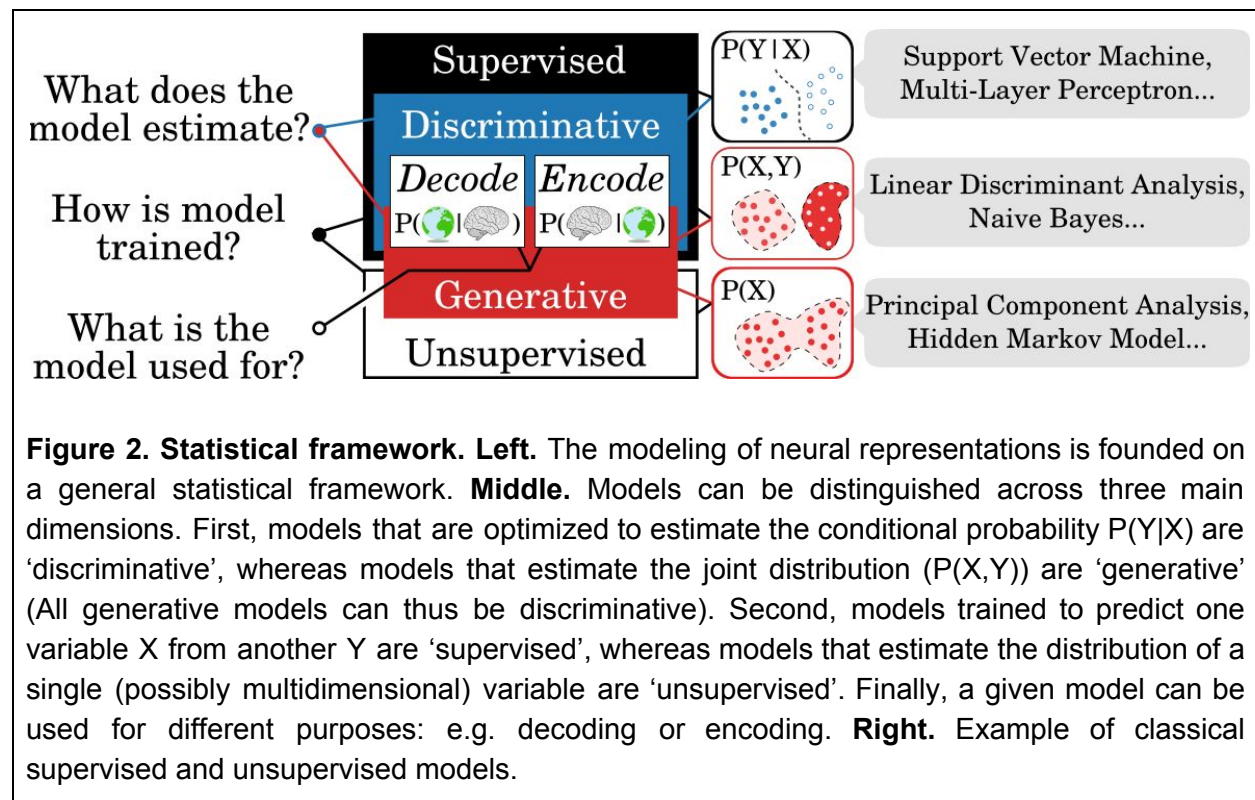 What does the
model estimate?
How is model
trained?
What is the
model used for?
Supervised
Discriminative
Decode
P( | )
Encode
P( | )
Generative
Unsupervised
P(Y|X)
Support Vector Machine,
Multi-Layer Perceptron...
P(X,Y)
Linear Discriminant Analysis,
Naive Bayes...
P(X)
Principal Component Analysis,
Hidden Markov Model...
Figure 2. Statistical framework. Left. The modeling of neural representations is founded on
a general statistical framework. Middle. Models can be distinguished across three main
dimensions. First, models that are optimized to estimate the conditional probability P(Y|X) are
‘discriminative’, whereas models that estimate the joint distribution (P(X,Y)) are ‘generative’
(All generative models can thus be discriminative). Second, models trained to predict one
variable X from another Y are ‘supervised’, whereas models that estimate the distribution of a
single (possibly multidimensional) variable are ‘unsupervised’. Finally, a given model can be
used for different purposes: e.g. decoding or encoding. Right. Example of classical
supervised and unsupervised models.